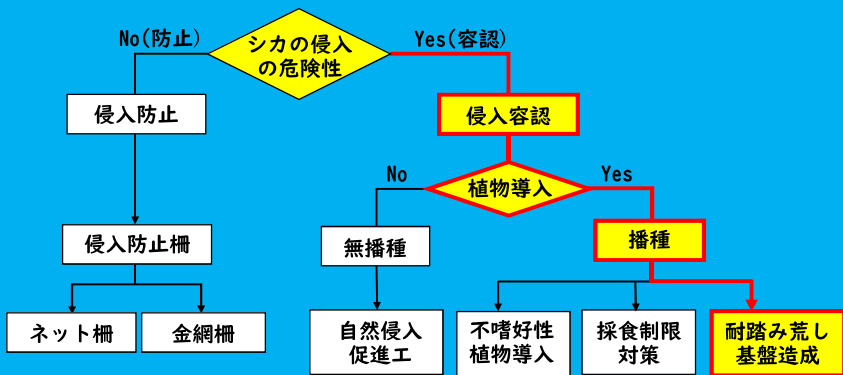 シカの侵入
の危険性
No(防止)
Yes(容認)
侵入防止
侵入容認
植物導入
No
Yes
侵入防止柵
無播種
播種
ネット柵
金網柵
自然侵入
促進工
不嗜好性
植物導入
採食制限
対策
耐踏み荒し
基盤造成